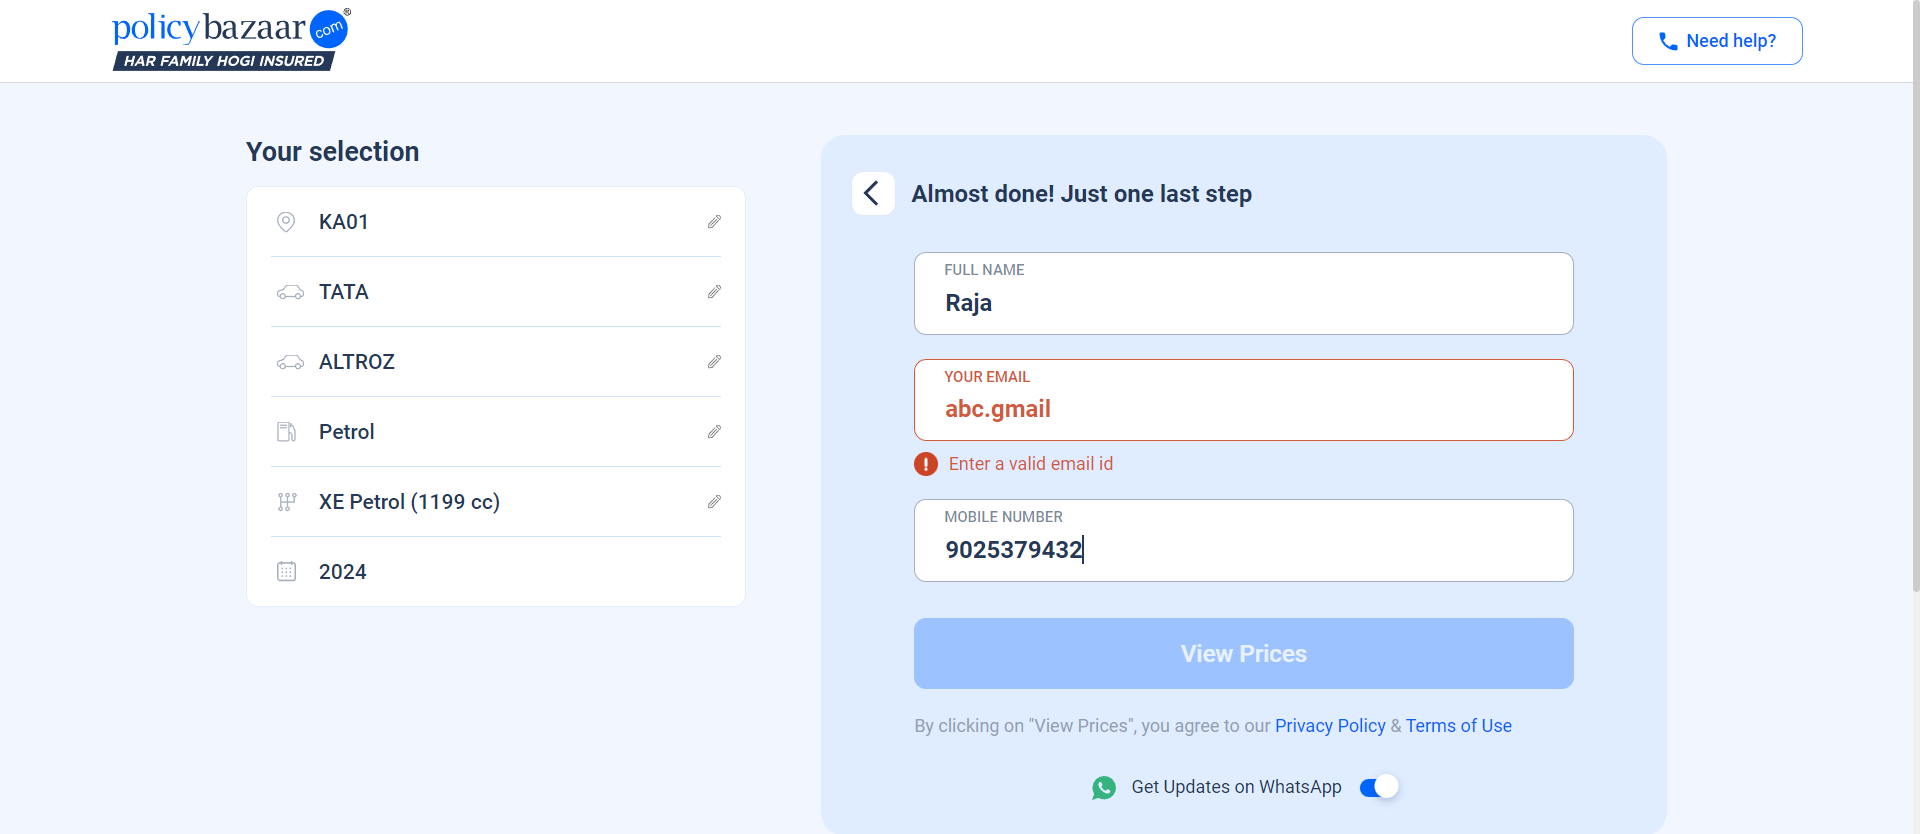 policybazaar.com®
HAR FAMILY HOGI INSURED
Need help?
Your selection
KA01
TATA
ALTROZ
Petrol
XE Petrol (1199 cc)
2024
Almost done! Just one last step
FULL NAME
Raja
YOUR EMAIL
abc.gmail
Enter a valid email id
MOBILE NUMBER
9025379432
View Prices
By clicking on "View Prices", you agree to our Privacy Policy & Terms of Use
Get Updates on WhatsApp